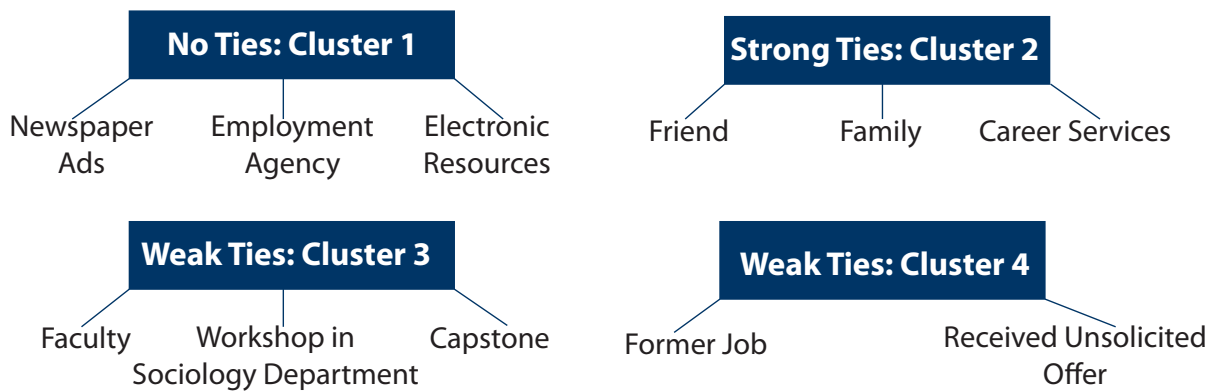 No Ties: Cluster 1
Newspaper
Ads
Employment
Agency
Electronic
Resources
Strong Ties: Cluster 2
Friend
Family
Career Services
Weak Ties: Cluster 3
Faculty
Workshop in
Sociology Department
Capstone
Weak Ties: Cluster 4
Former Job
Received Unsolicited
Offer